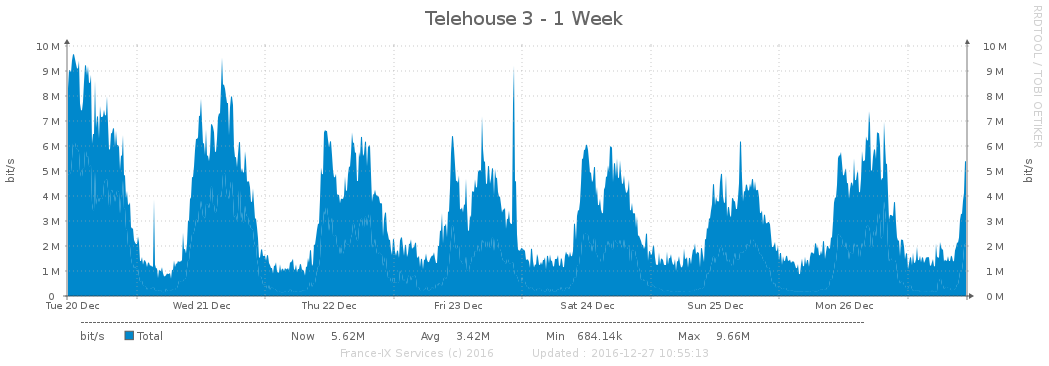 Telehouse 3 - 1 Week
RRDTOOL / TOBI OETIKER
bit/s
bit/s
10 M 10 M
9 M 9 M
8 M 8 M
7 M 7 M
6 M 6 M
5 M 5 M
4 M 4 M
3 M 3 M
2 M 2 M
1 M 1 M
0 0 M
Tue 20 Dec Wed 21 Dec Thu 22 Dec Fri 23 Dec Sat 24 Dec Sun 25 Dec Mon 26 Dec
bit/s Total Now 5.62M Avg 3.42M Min 684.14k Max 9.66M
France-IX Services (c) 2016 Updated : 2016-12-27 10:55:13